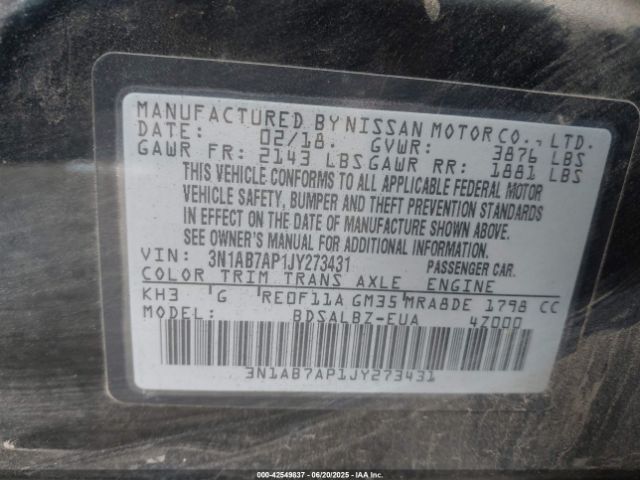 MANUFACTURED BY NISSAN MOTOR CO., LTD.
DATE: 02/18. GVWR: 3876 LBS
GAWR FR: 2143 LBS GAWR RR: 1881 LBS
THIS VEHICLE CONFORMS TO ALL APPLICABLE FEDERAL MOTOR
VEHICLE SAFETY, BUMPER AND THEFT PREVENTION STANDARDS
IN EFFECT ON THE DATE OF MANUFACTURE SHOWN ABOVE.
SEE OWNER'S MANUAL FOR ADDITIONAL INFORMATION.
VIN: 3N1AB7AP1JY273431 PASSENGER CAR.
COLOR TRIM TRANS AXLE ENGINE
KH3 G RE0F11A GM35 MRA8DE 1798 CC
MODEL: BDSALBZ-EUA 4Z000
3N1AB7AP1JY273431
000-42549837 - 06/20/2025 - IAAI.COM